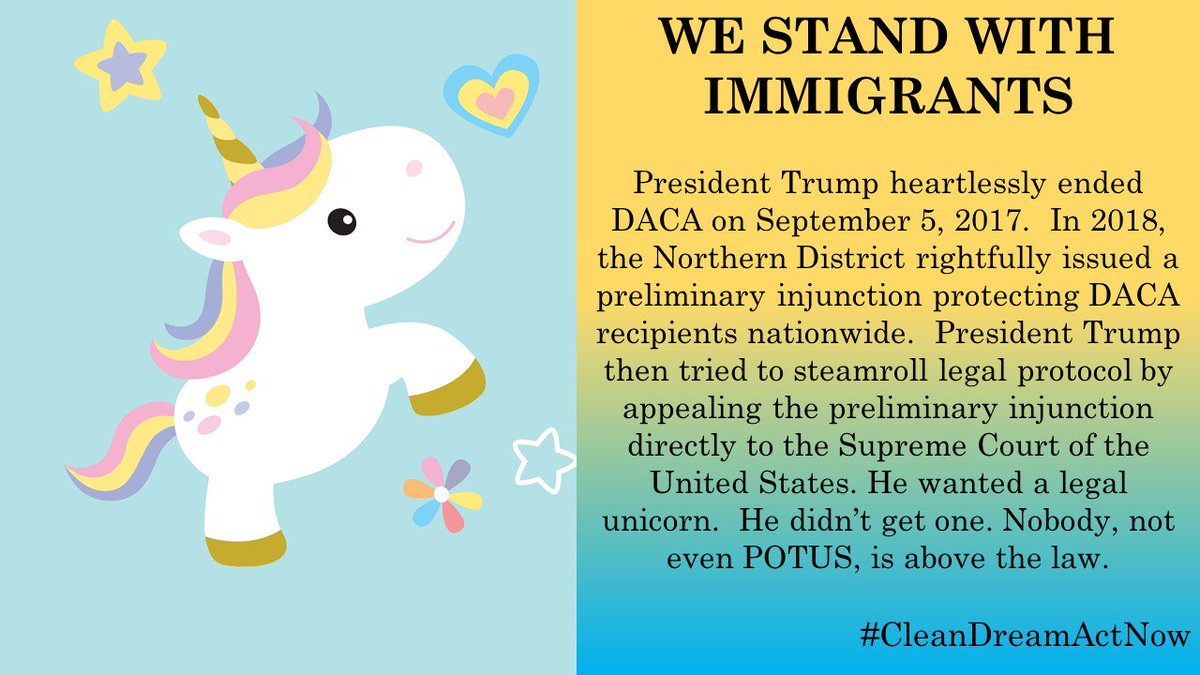 WE STAND WITH
IMMIGRANTS
President Trump heartlessly ended
DACA on September 5, 2017.  In 2018,
the Northern District rightfully issued a
preliminary injunction protecting DACA
recipients nationwide.  President Trump
then tried to steamroll legal protocol by
appealing the preliminary injunction
directly to the Supreme Court of the
United States. He wanted a legal
unicorn.  He didn’t get one. Nobody, not
even POTUS, is above the law.
#CleanDreamActNow